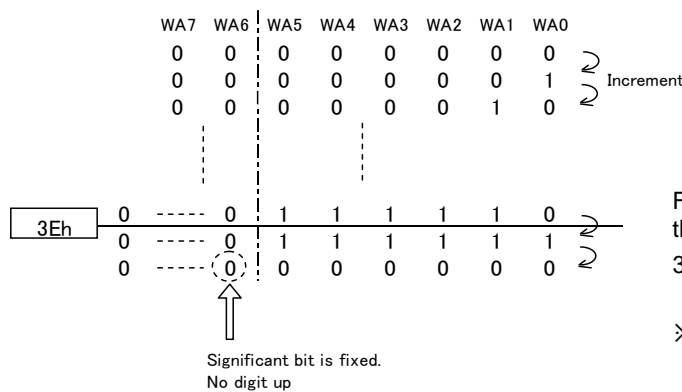 WA7 WA6 WA5 WA4 WA3 WA2 WA1 WA0
0 0 0 0 0 0 0 0
0 0 0 0 0 0 0 1 Increment
0 0 0 0 0 0 1 0
3Eh 0 ----- 0 1 1 1 1 1 0
0 ----- 0 1 1 1 1 1 1
0 ----- 0 0 0 0 0 0 0
Significant bit is fixed.
No digit up
F
th
3
※